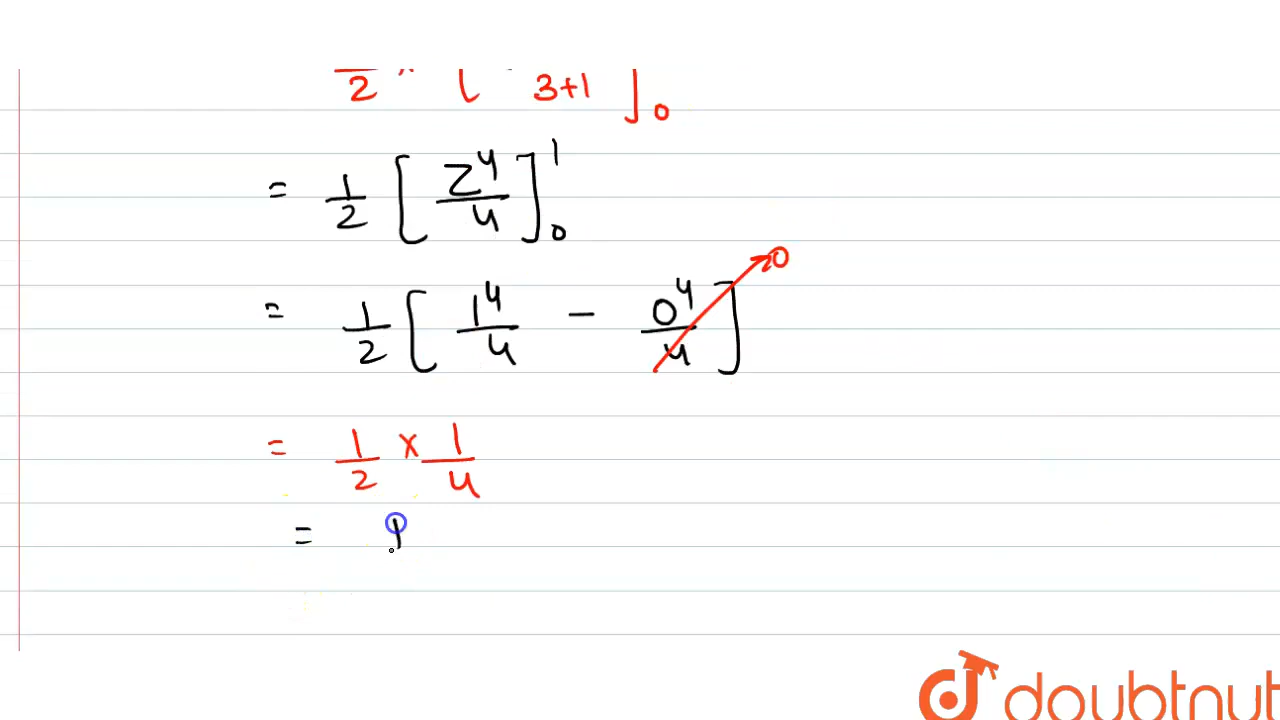 2 × [ 3+1 ]₀
= 1/2 [ Z⁴/4 ]₀¹
= 1/2 [ 1⁴/4 − 0⁴/4 ] 0
= 1/2 × 1/4
= 1
doubtnut